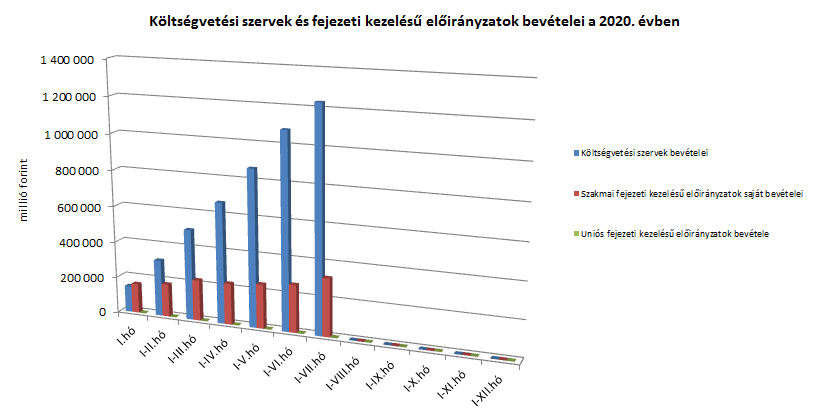 Költségvetési szervek és fejezeti kezelésű előirányzatok bevételei a 2020. évben
millió forint
1 400 000
1 200 000
1 000 000
800 000
600 000
400 000
200 000
0
I.hó
I-II.hó
I-III.hó
I-IV.hó
I-V.hó
I-VI.hó
I-VII.hó
I-VIII.hó
I-IX.hó
I-X.hó
I-XI.hó
I-XII.hó
Költségvetési szervek bevételei
Szakmai fejezeti kezelésű előirányzatok saját bevételei
Uniós fejezeti kezelésű előirányzatok bevétele